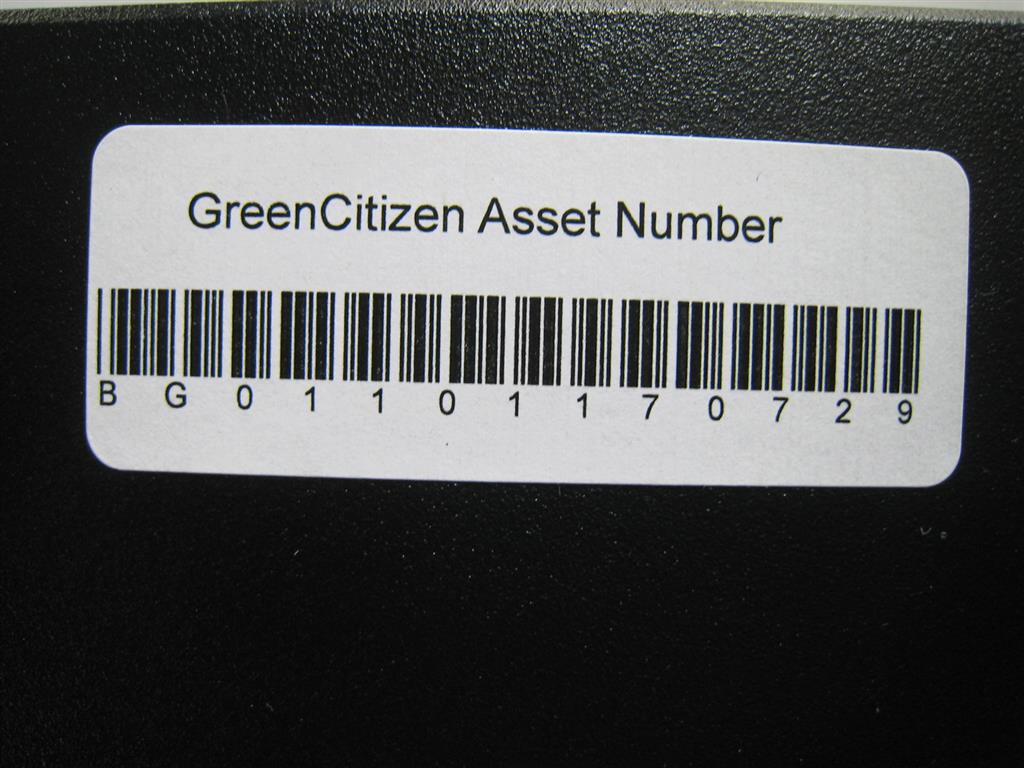 GreenCitizen Asset Number
B G 0 1 1 0 1 1 7 0 7 2 9